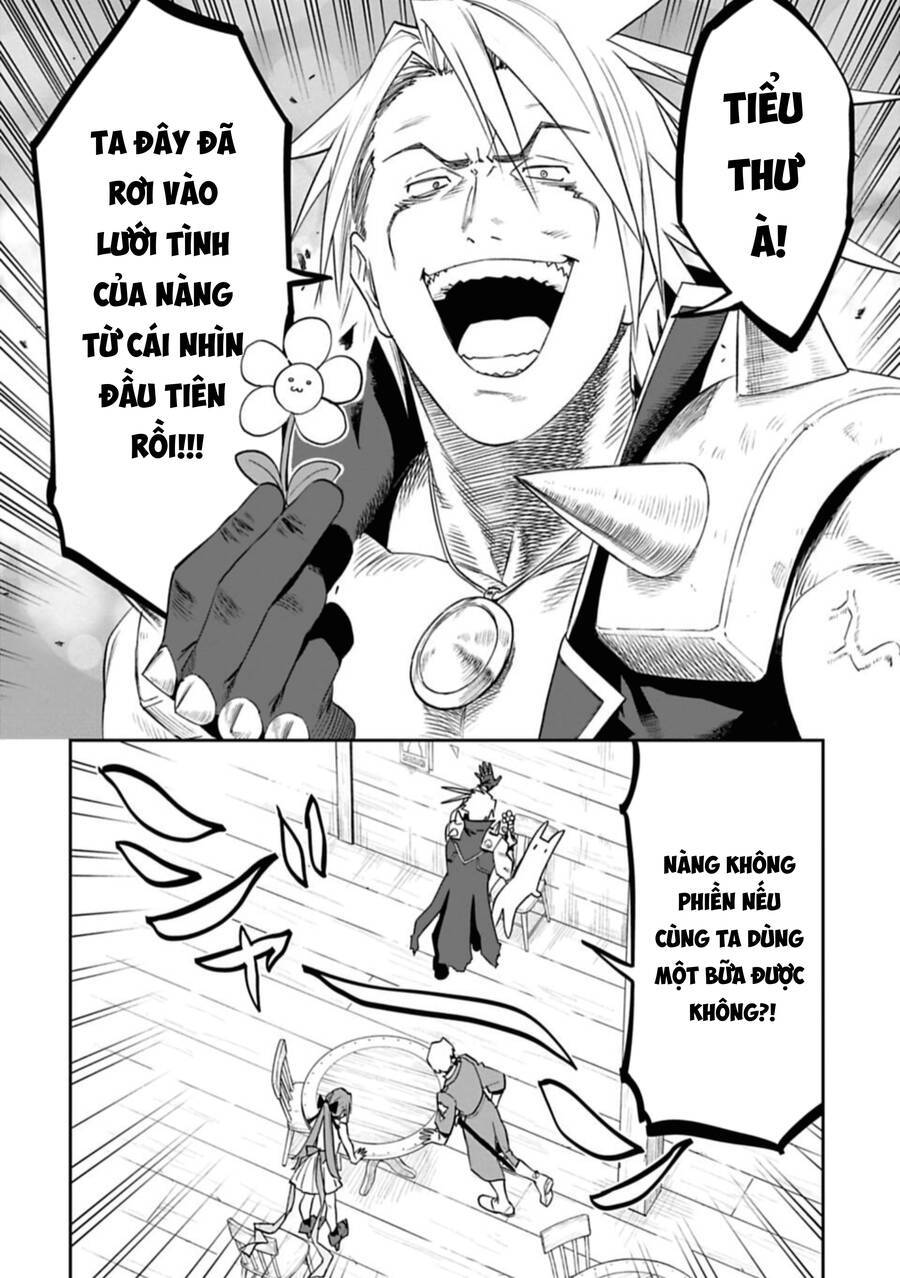 TIỂU
THƯ
À!
TA ĐÂY ĐÃ
RƠI VÀO
LƯỚI TÌNH
CỦA NÀNG
TỪ CÁI NHÌN
ĐẦU TIÊN
RỒI!!!
NÀNG KHÔNG
PHIỀN NẾU
CÙNG TA DÙNG
MỘT BỮA ĐƯỢC
KHÔNG?!